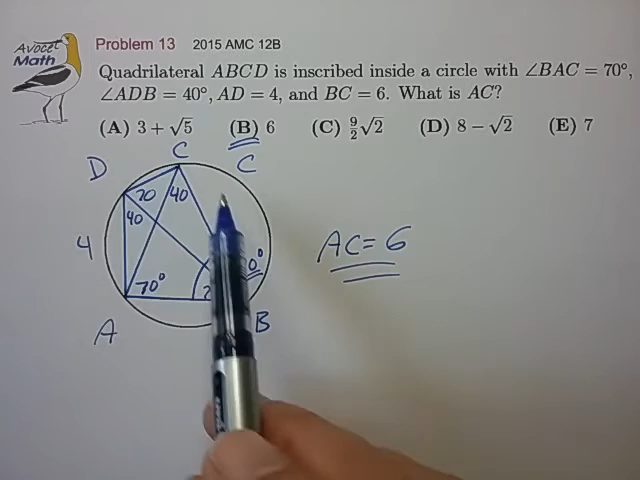 Avocet
Math
Problem 13 2015 AMC 12B
Quadrilateral ABCD is inscribed inside a circle with ∠BAC = 70°,
∠ADB = 40°, AD = 4, and BC = 6. What is AC?
(A) 3 + √5 (B) 6 (C) 9/2 √2 (D) 8 − √2 (E) 7
D C C
70 40
40
4 AC = 6
70° 0°
A B